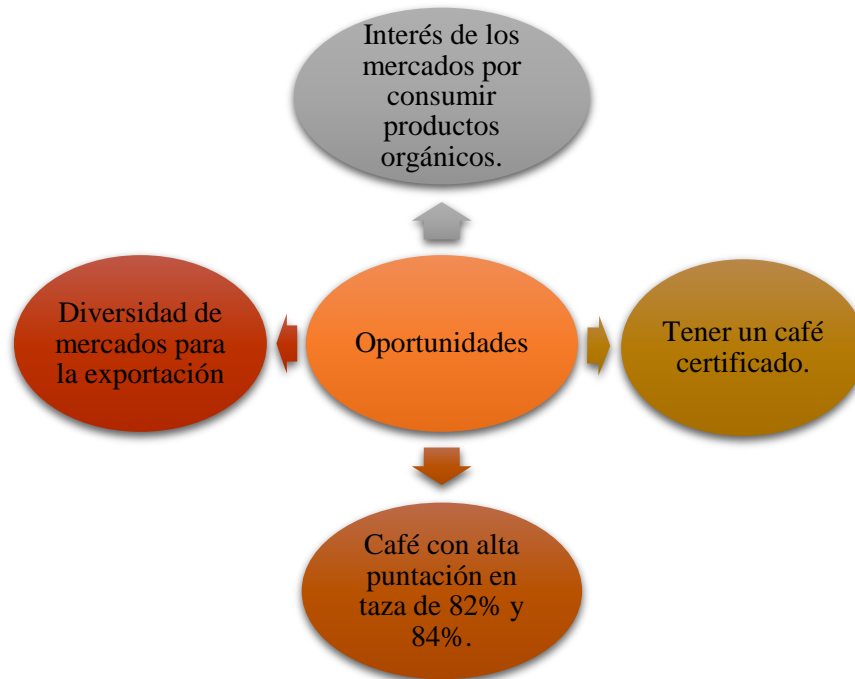 Interés de los
mercados por
consumir
productos
orgánicos.
Diversidad de
mercados para
la exportación
Oportunidades
Tener un café
certificado.
Café con alta
puntación en
taza de 82% y
84%.